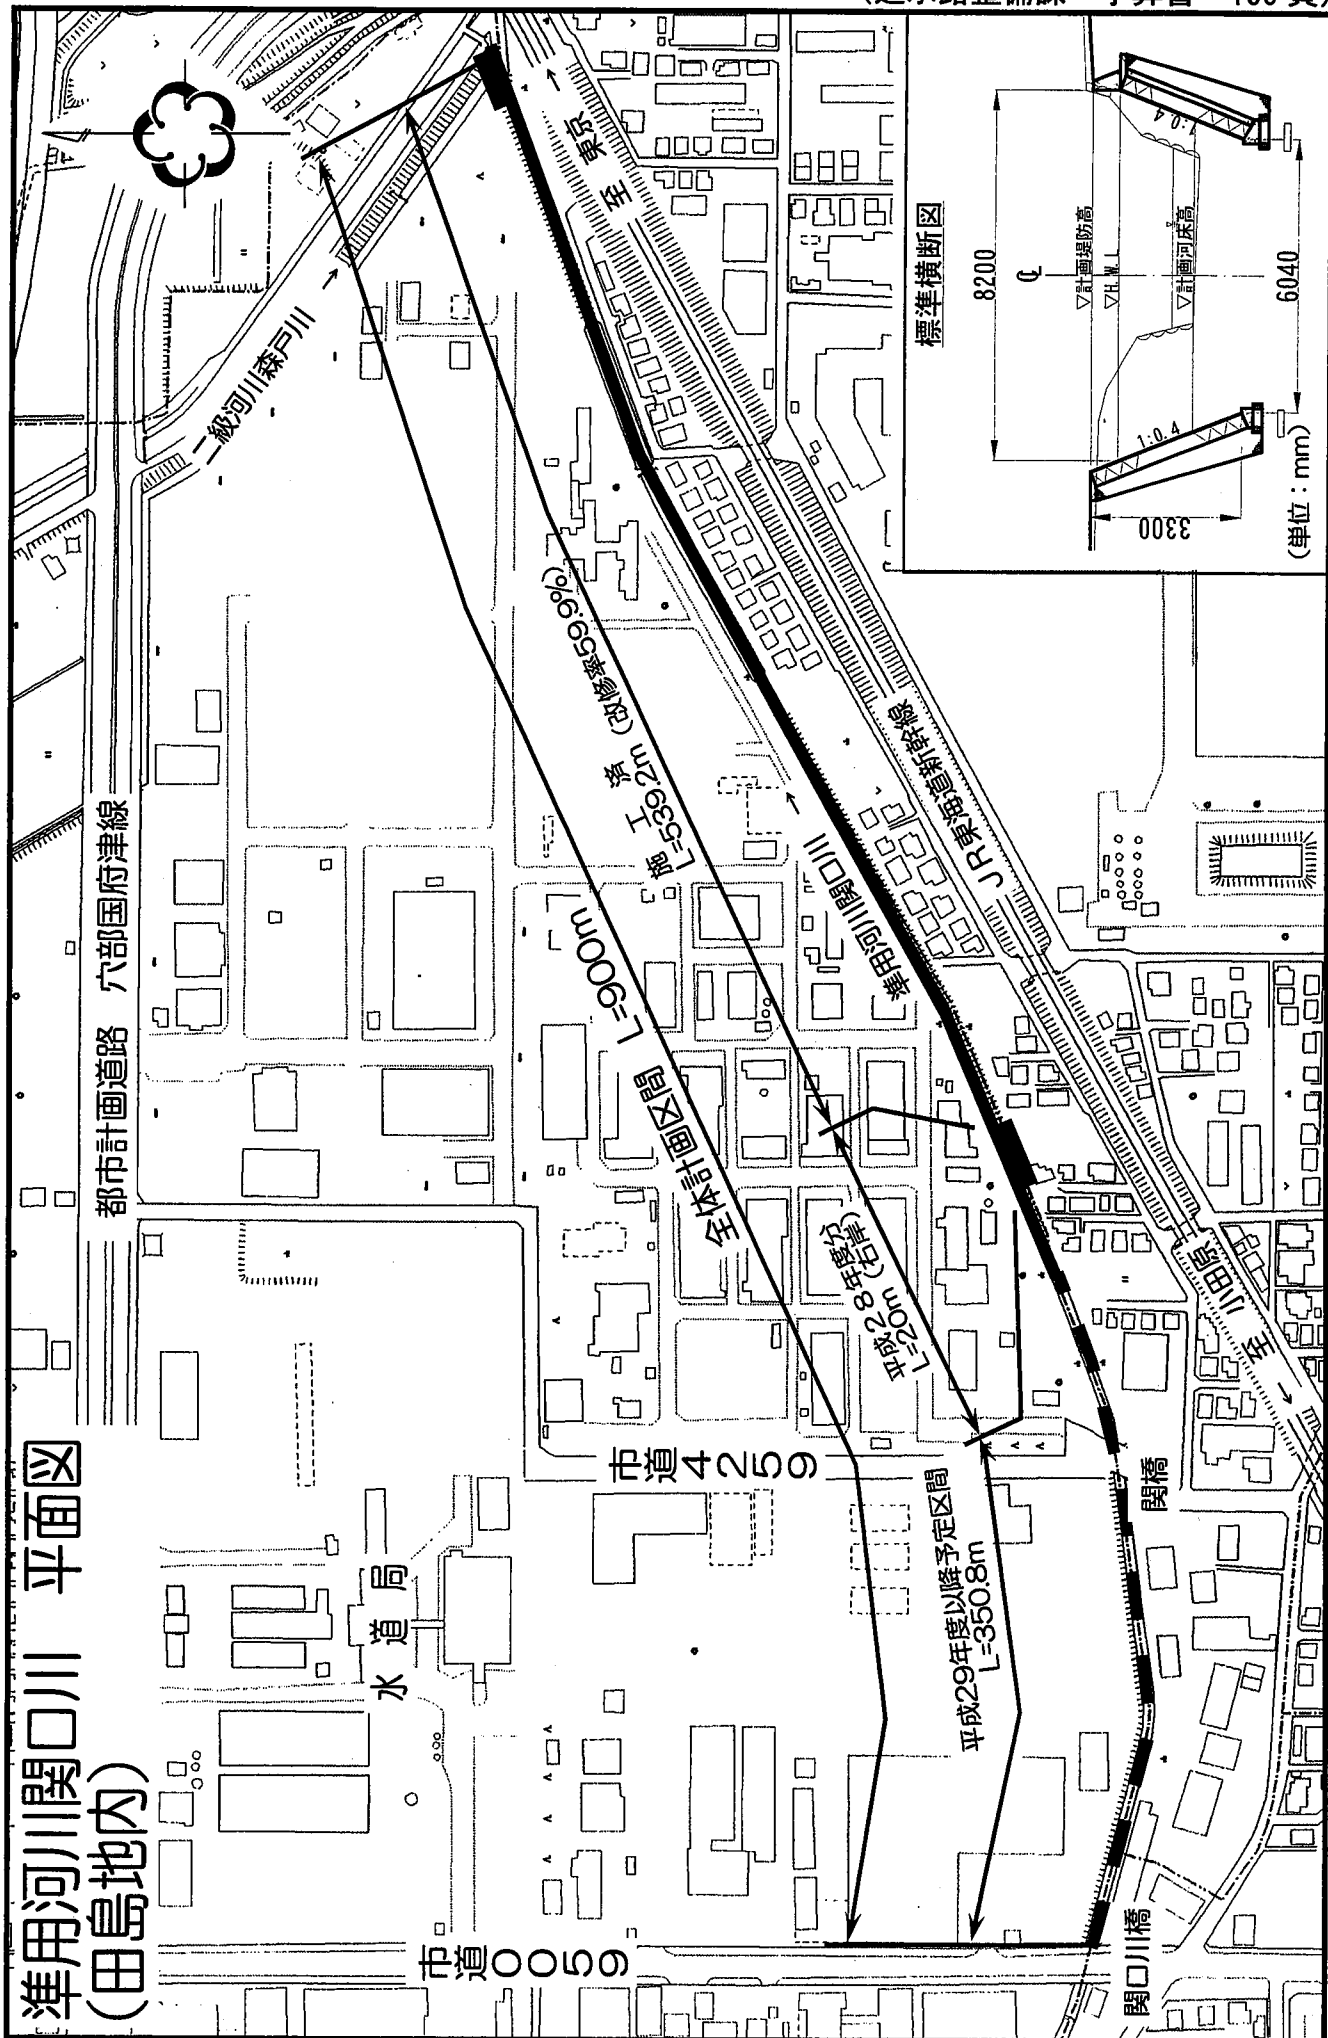 準用河川関口川　平面図
(田島地内)
都市計画道路　穴部国府津線
二級河川森戸川
至　東京
水道局
市道4259
市道0059
全体計画区間　L=900m
施　工　済
L=539.2m (改修率59.9%)
平成28年度分
L=20m (右岸)
平成29年度以降予定区間
L=350.8m
準用河川関口川
JR東海道新幹線
至　小田原
関橋
関口川橋
標準横断図
8200
CL
▽計画堤防高
▽H.W.L
▽計画河床高
1:0.4
1:0.4
3300
6040
(単位：mm)